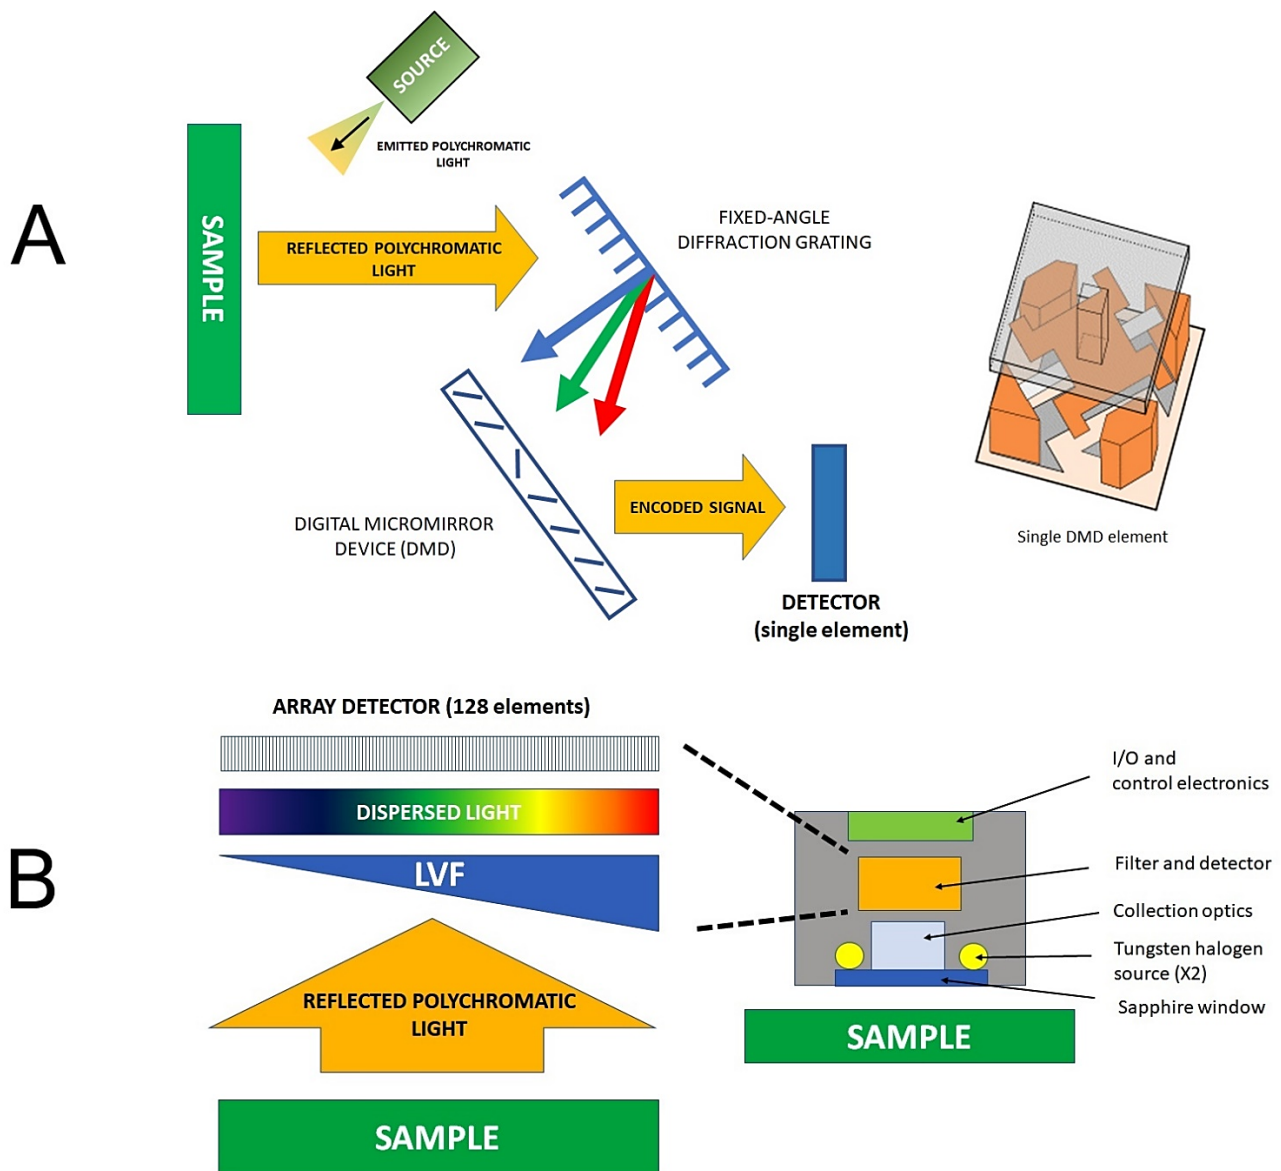 A
SOURCE
EMITTED POLYCHROMATIC
LIGHT
SAMPLE
REFLECTED POLYCHROMATIC
LIGHT
FIXED-ANGLE
DIFFRACTION GRATING
DIGITAL MICROMIRROR
DEVICE (DMD)
ENCODED SIGNAL
DETECTOR
(single element)
Single DMD element
B
ARRAY DETECTOR (128 elements)
DISPERSED LIGHT
LVF
REFLECTED POLYCHROMATIC
LIGHT
SAMPLE
I/O and
control electronics
Filter and detector
Collection optics
Tungsten halogen
source (X2)
Sapphire window
SAMPLE